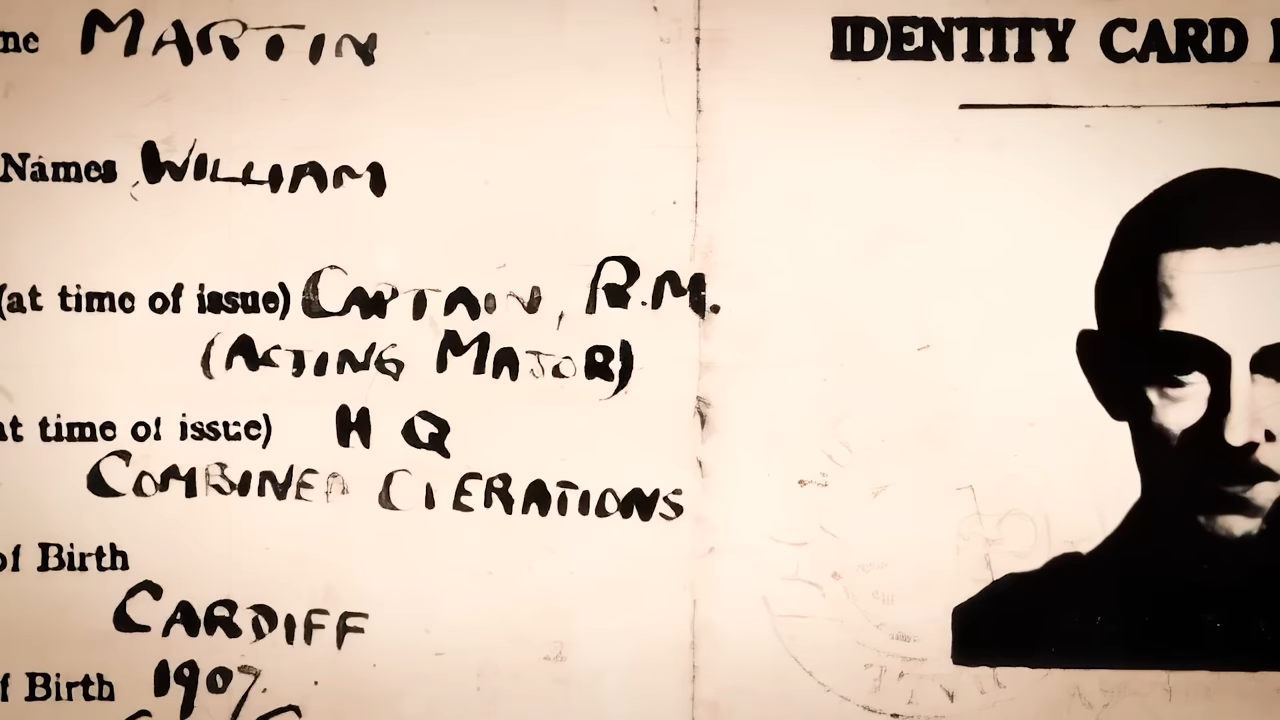 me MARTIN
Names WILLIAM
(at time of issue) CAPTAIN, R.M.
(ACTING MAJOR)
at time of issue) H Q
COMBINED OPERATIONS
of Birth
CARDIFF
f Birth 1907.
IDENTITY CARD